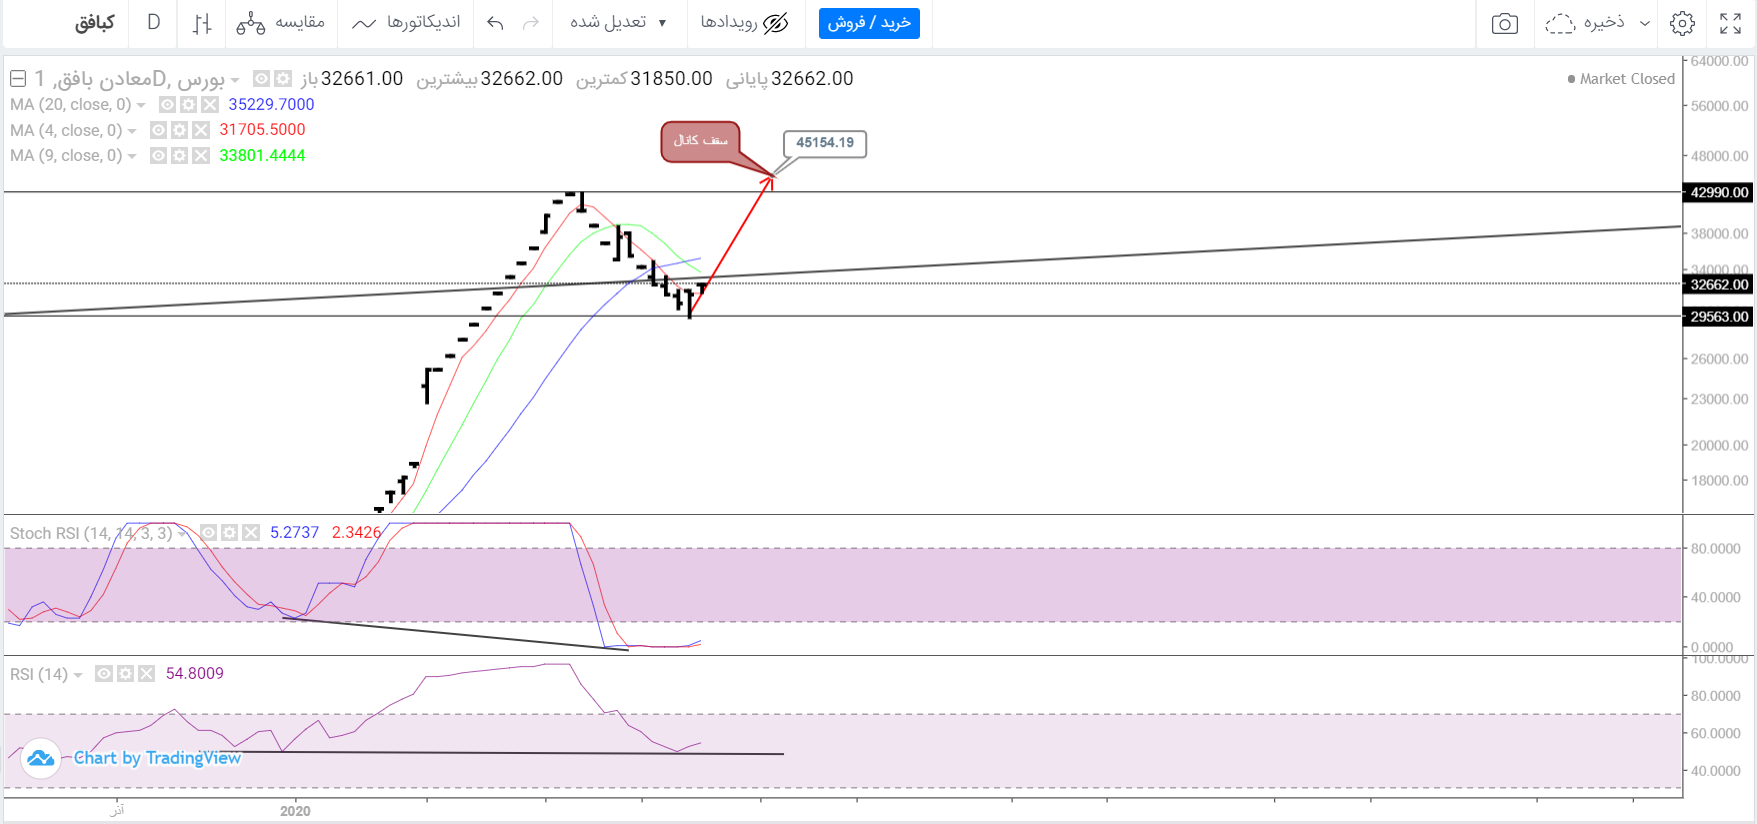 کبافق D مقایسه اندیکاتورها تعدیل شده ▼ رویدادها خرید / فروش ذخیره
معادن بافق, 1D, بورس باز 32661.00 بیشترین 32662.00 کمترین 31850.00 پایانی 32662.00
Market Closed
MA (20, close, 0) 35229.7000
MA (4, close, 0) 31705.5000
MA (9, close, 0) 33801.4444
سقف کانال
45154.19
64000.00
56000.00
48000.00
42990.00
38000.00
34000.00
32662.00
29563.00
26000.00
23000.00
20000.00
18000.00
Stoch RSI (14, 14, 3, 3) 5.2737 2.3426
80.0000
40.0000
0.0000
RSI (14) 54.8009
100.0000
80.0000
60.0000
40.0000
Chart by TradingView
آذر
2020